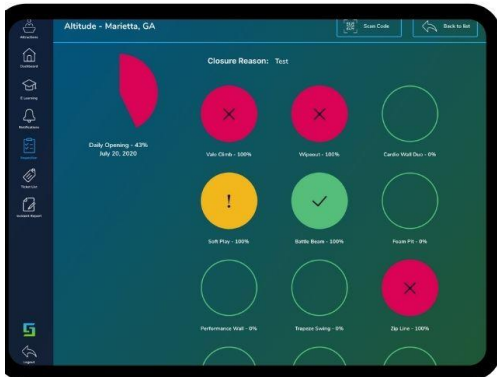 Altitude - Marietta, GA
Scan Code
Back to list
Attractions
Dashboard
E-Learning
Notifications
Inspection
Ticket List
Incident Report
Logout
Closure Reason: Test
Daily Opening - 43%
July 20, 2020
Valo Climb - 100%
Wipeout - 100%
Cardio Wall Duo - 0%
!
Soft Play - 100%
Battle Beam - 100%
Foam Pit - 0%
Performance Wall - 0%
Trapeze Swing - 0%
Zip Line - 100%